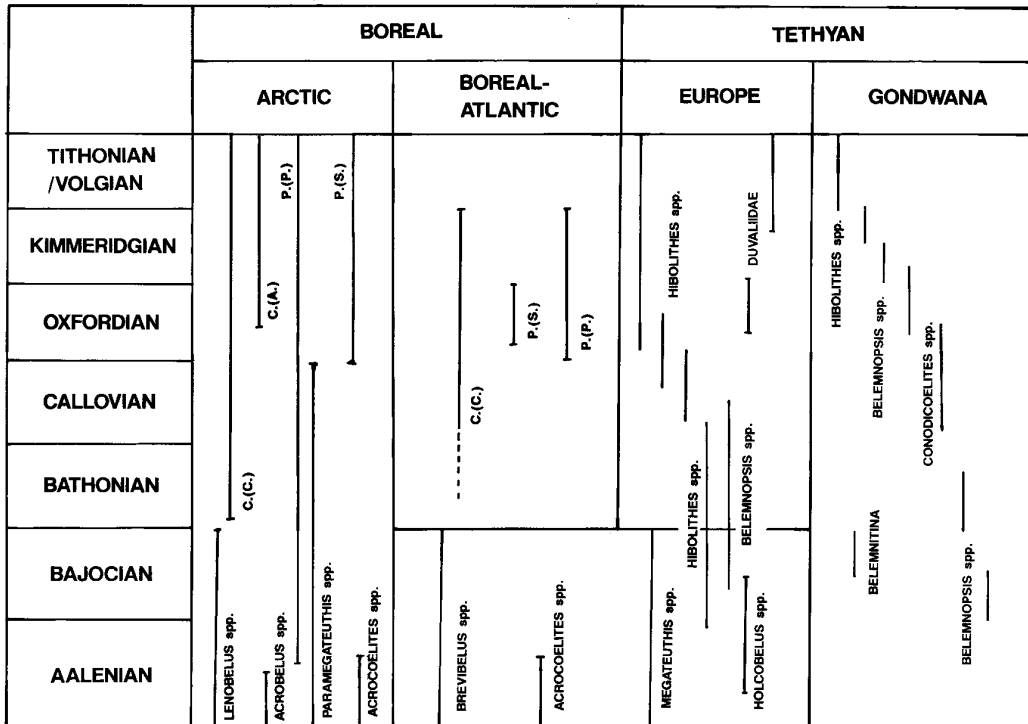 BOREAL
TETHYAN
ARCTIC
BOREAL-
ATLANTIC
EUROPE
GONDWANA
TITHONIAN
/VOLGIAN
KIMMERIDGIAN
OXFORDIAN
CALLOVIAN
BATHONIAN
BAJOCIAN
AALENIAN
LENOBELUS spp.
C.(C.)
C.(A.)
ACROBELUS spp.
P.(P.)
PARAMEGATEUTHIS spp.
P.(S.)
ACROCOELITES spp.
BREVIBELUS spp.
C.(C.)
P.(S.)
ACROCOELITES spp.
P.(P.)
MEGATEUTHIS spp.
HIBOLITHES spp.
HIBOLITHES spp.
BELEMNOPSIS spp.
DUVALIIDAE
HOLCOBELUS spp.
HIBOLITHES spp.
BELEMNITINA
BELEMNOPSIS spp.
CONODICOELITES spp.
BELEMNOPSIS spp.